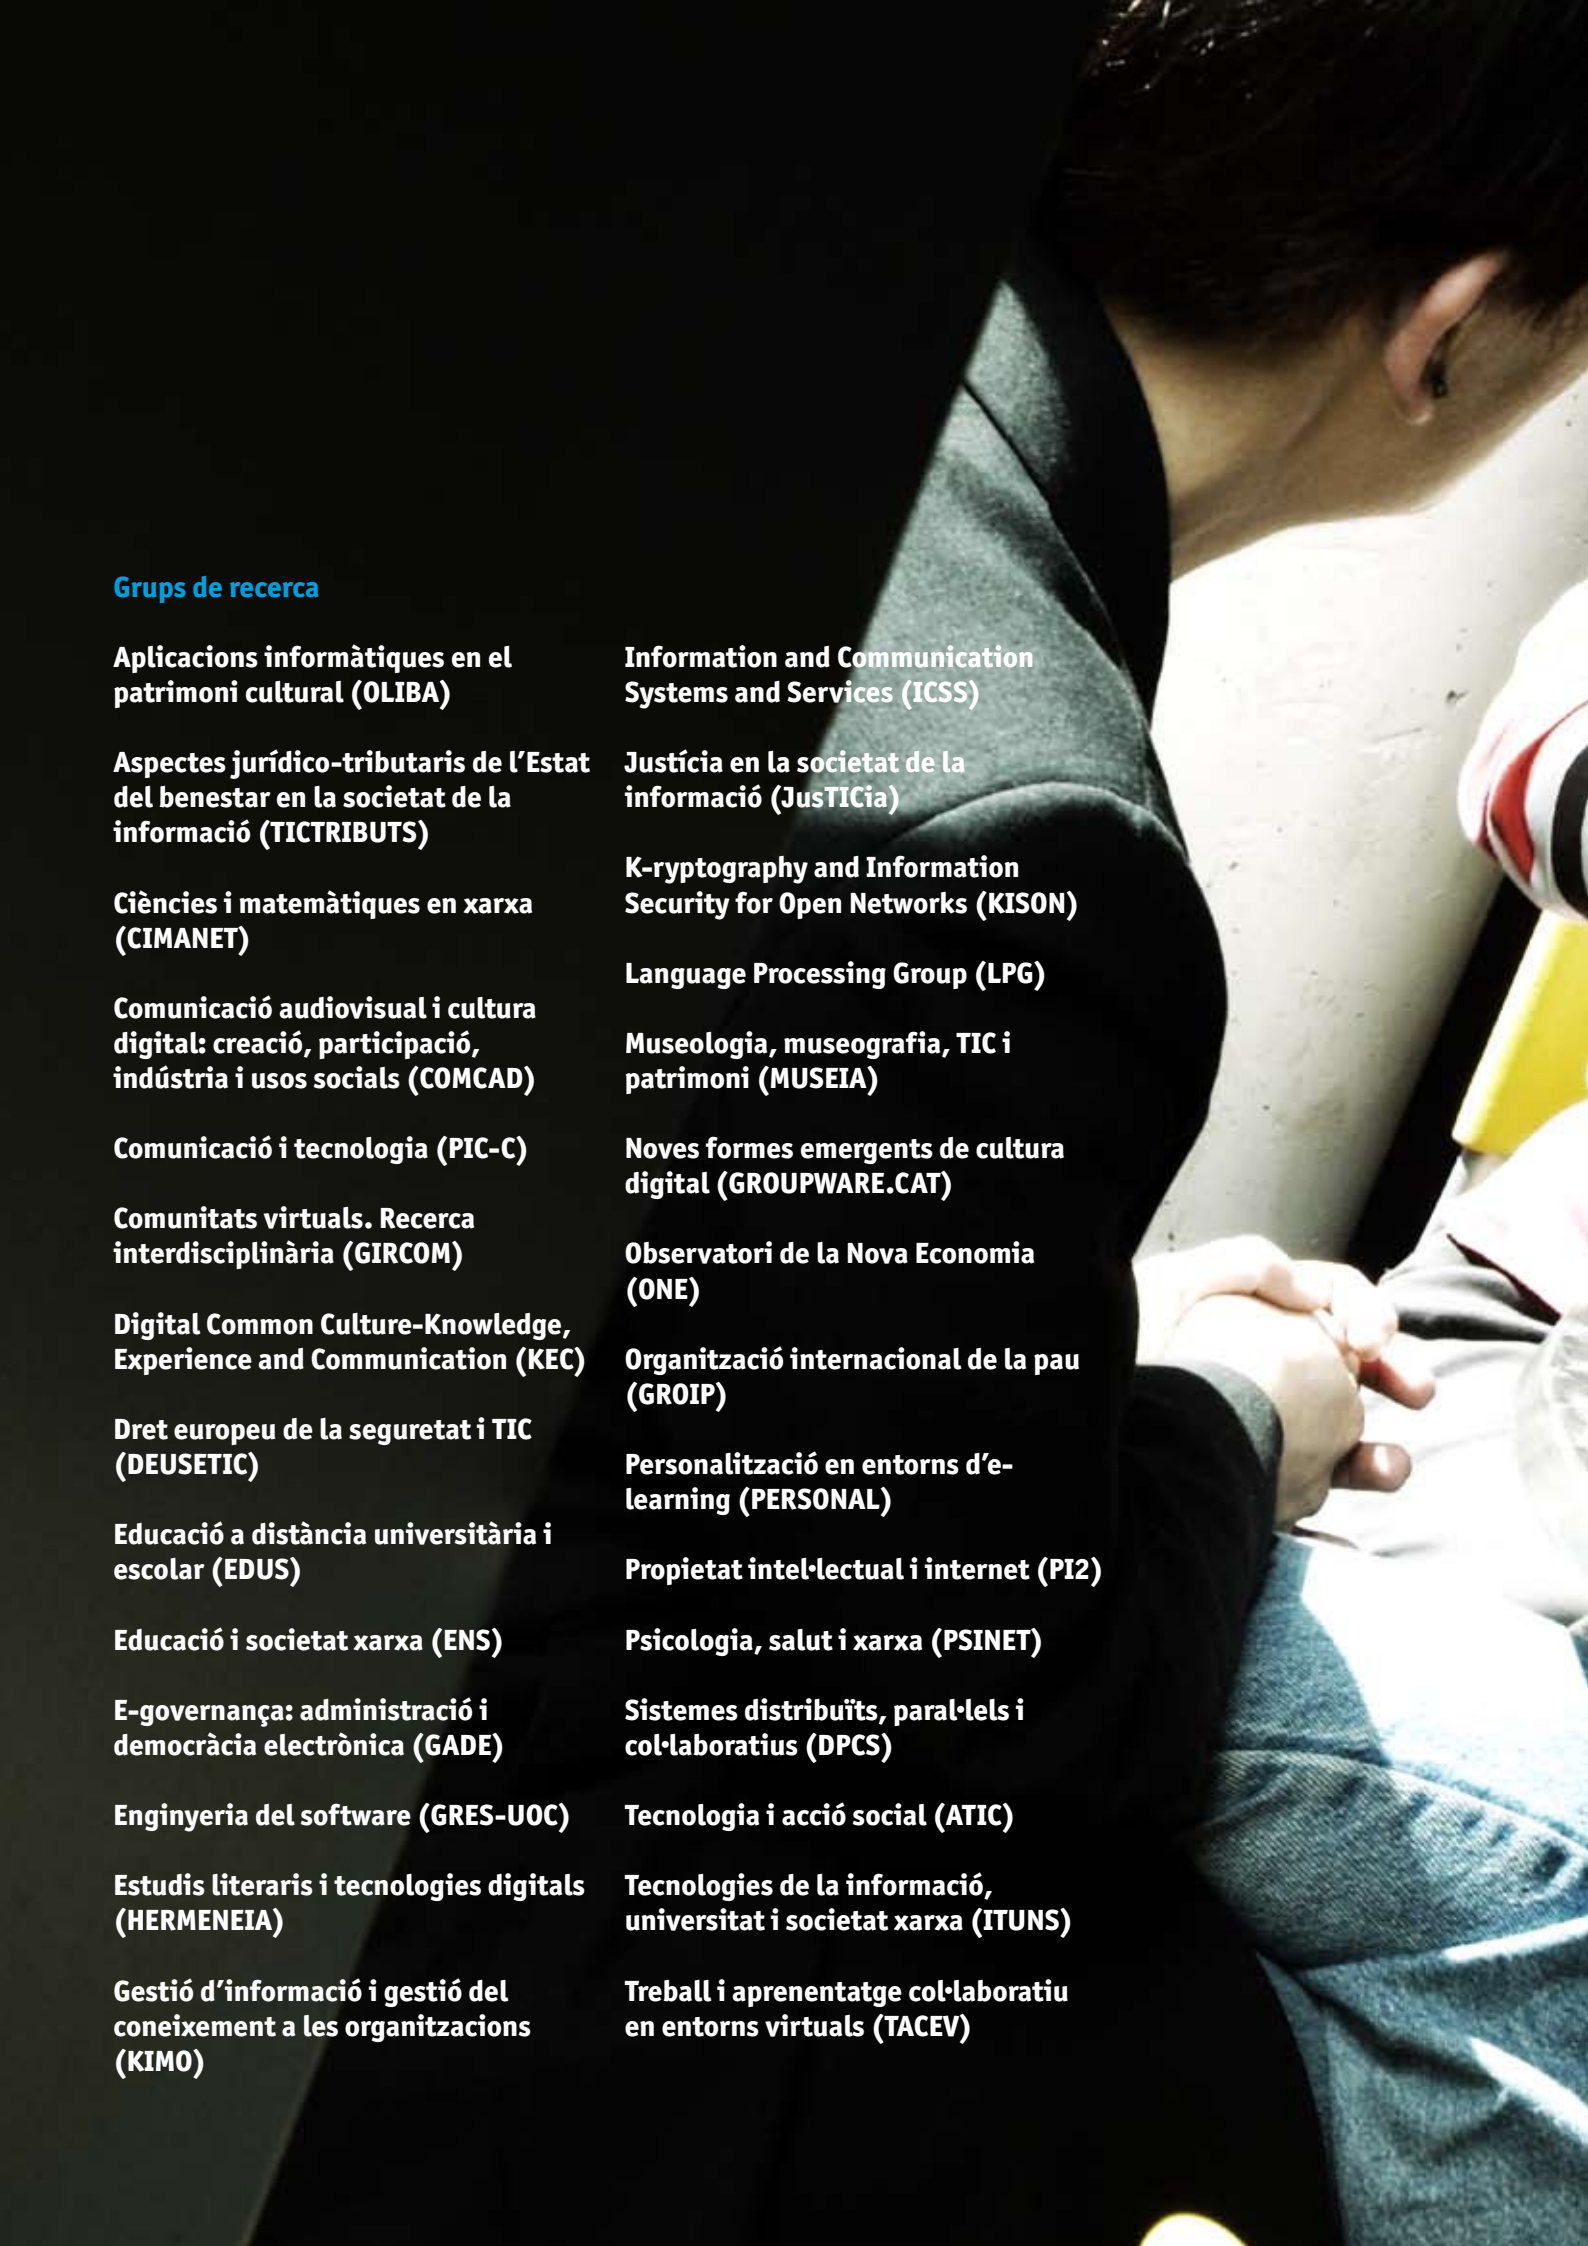 Grups de recerca
Aplicacions informàtiques en el
patrimoni cultural (OLIBA)
Aspectes jurídico-tributaris de l’Estat
del benestar en la societat de la
informació (TICTRIBUTS)
Ciències i matemàtiques en xarxa
(CIMANET)
Comunicació audiovisual i cultura
digital: creació, participació,
indústria i usos socials (COMCAD)
Comunicació i tecnologia (PIC-C)
Comunitats virtuals. Recerca
interdisciplinària (GIRCOM)
Digital Common Culture-Knowledge,
Experience and Communication (KEC)
Dret europeu de la seguretat i TIC
(DEUSETIC)
Educació a distància universitària i
escolar (EDUS)
Educació i societat xarxa (ENS)
E-governança: administració i
democràcia electrònica (GADE)
Enginyeria del software (GRES-UOC)
Estudis literaris i tecnologies digitals
(HERMENEIA)
Gestió d’informació i gestió del
coneixement a les organitzacions
(KIMO)
Information and Communication
Systems and Services (ICSS)
Justícia en la societat de la
informació (JusTICia)
K-ryptography and Information
Security for Open Networks (KISON)
Language Processing Group (LPG)
Museologia, museografia, TIC i
patrimoni (MUSEIA)
Noves formes emergents de cultura
digital (GROUPWARE.CAT)
Observatori de la Nova Economia
(ONE)
Organització internacional de la pau
(GROIP)
Personalització en entorns d’e-
learning (PERSONAL)
Propietat intel·lectual i internet (PI2)
Psicologia, salut i xarxa (PSINET)
Sistemes distribuïts, paral·lels i
col·laboratius (DPCS)
Tecnologia i acció social (ATIC)
Tecnologies de la informació,
universitat i societat xarxa (ITUNS)
Treball i aprenentatge col·laboratiu
en entorns virtuals (TACEV)